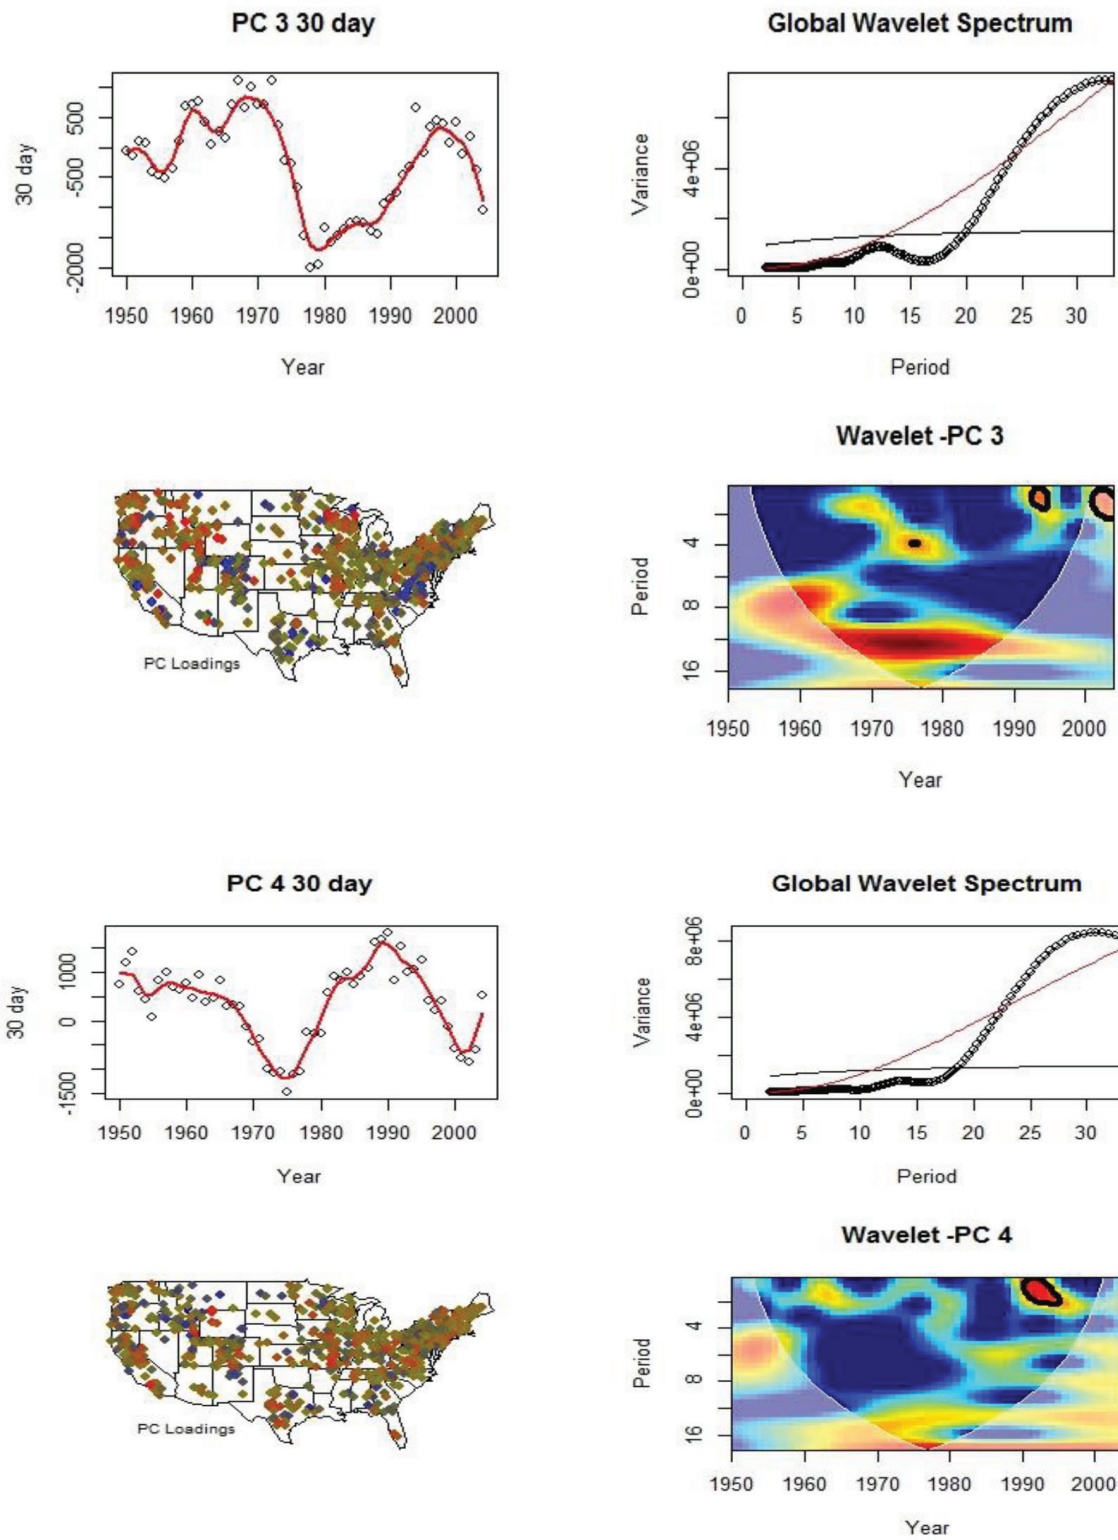 PC 3 30 day
Global Wavelet Spectrum
30 day
500
-500
-2000
1950 1960 1970 1980 1990 2000
Year
Variance
4e+06
0e+00
0 5 10 15 20 25 30
Period
Wavelet -PC 3
PC Loadings
Period
4
8
16
1950 1960 1970 1980 1990 2000
Year
PC 4 30 day
Global Wavelet Spectrum
30 day
1000
0
-1500
1950 1960 1970 1980 1990 2000
Year
Variance
8e+06
4e+06
0e+00
0 5 10 15 20 25 30
Period
Wavelet -PC 4
PC Loadings
Period
4
8
16
1950 1960 1970 1980 1990 2000
Year